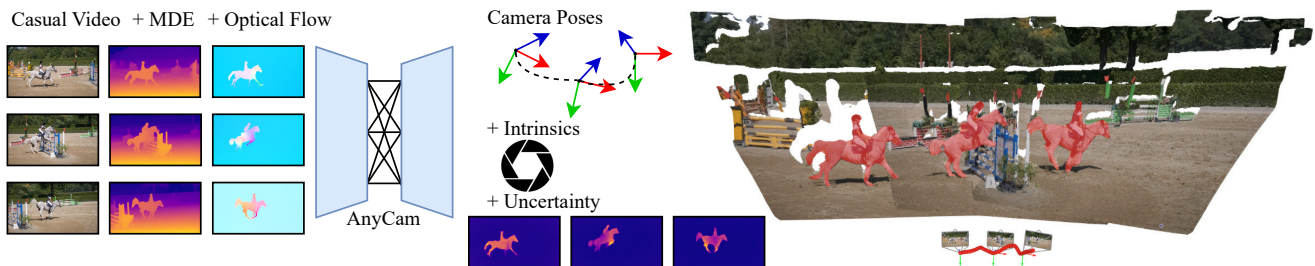 Casual Video + MDE + Optical Flow
AnyCam
Camera Poses
+ Intrinsics
+ Uncertainty